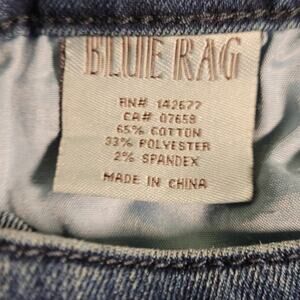 BLUE RAG
RN# 142677
CA# 07658
65% COTTON
33% POLYESTER
2% SPANDEX
MADE IN CHINA